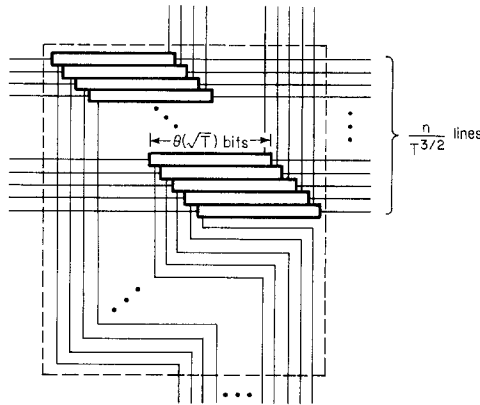 θ(√T) bits
n
T^3/2
lines